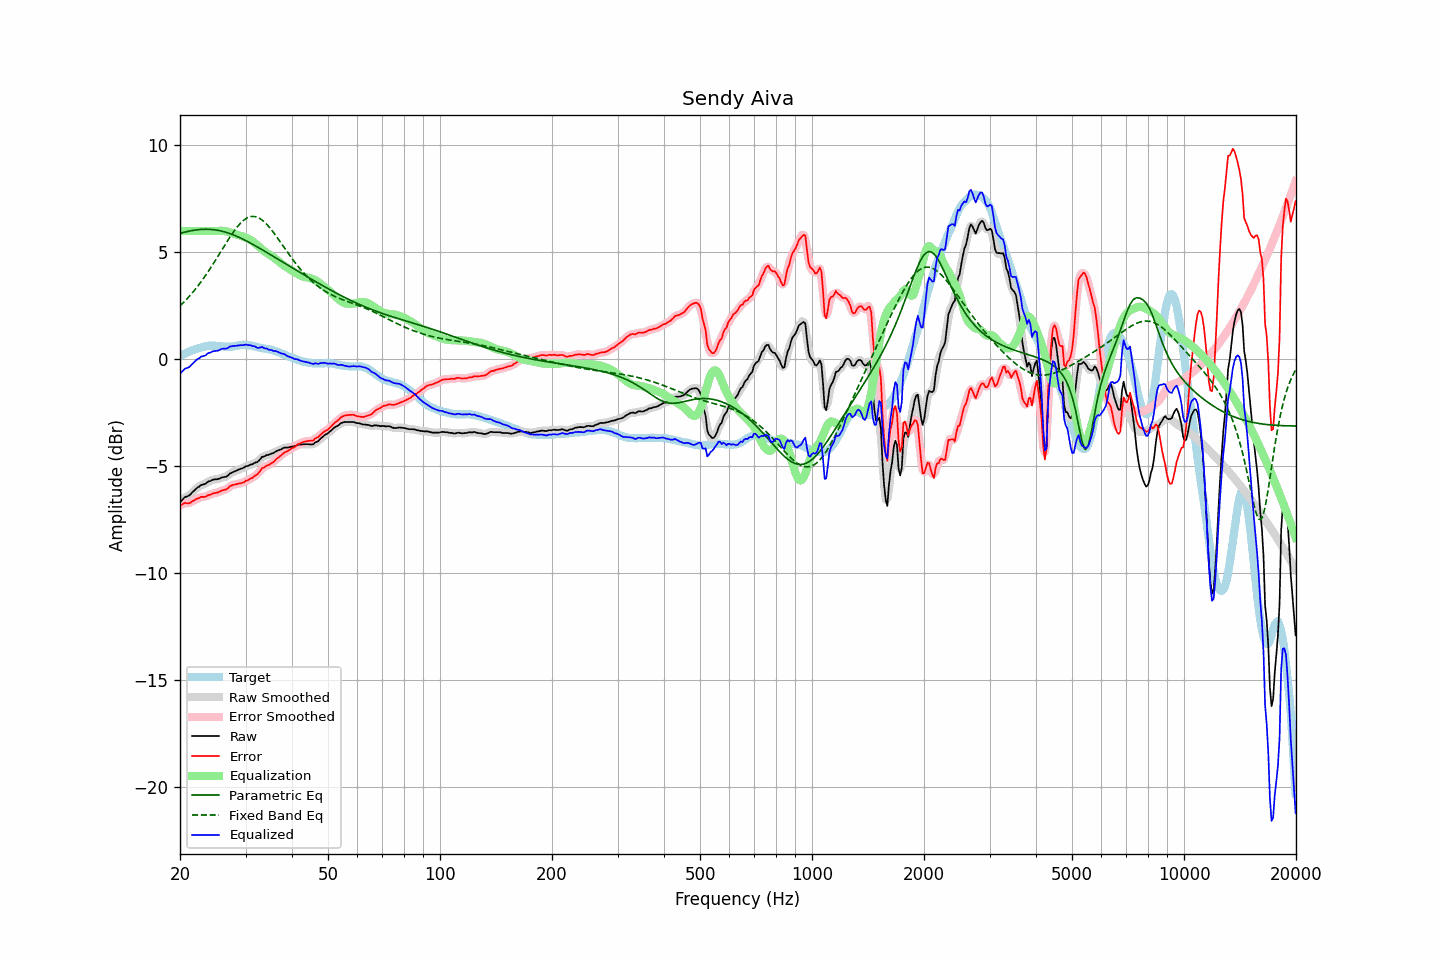 Sendy Aiva
Amplitude (dBr)
10
5
0
−5
−10
−15
−20
Target
Raw Smoothed
Error Smoothed
Raw
Error
Equalization
Parametric Eq
Fixed Band Eq
Equalized
20 50 100 200 500 1000 2000 5000 10000 20000
Frequency (Hz)